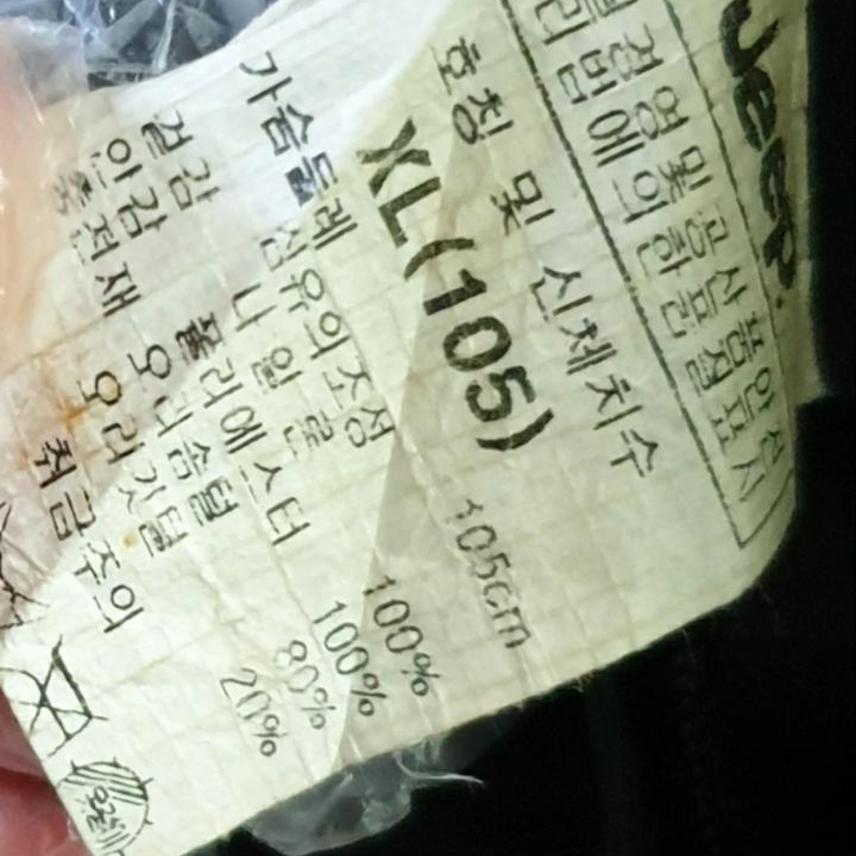 Jeep.
품질경영 및 공산품안전
관리법에 의한 품질표시
호칭 및 신체치수
XL(105)
가슴둘레 105cm
섬유의조성
겉감 나일론 100%
안감 폴리에스터 100%
충전재 오리솜털 80%
오리깃털 20%
취급주의